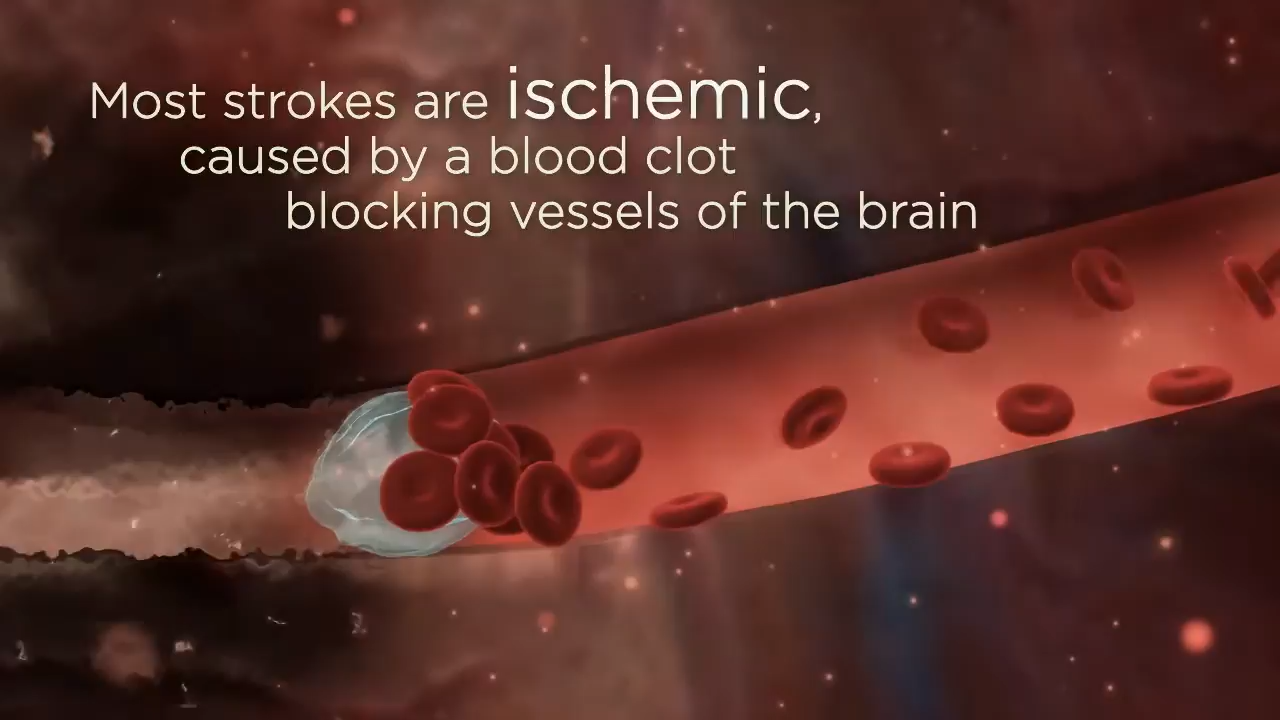 Most strokes are ischemic,
caused by a blood clot
blocking vessels of the brain